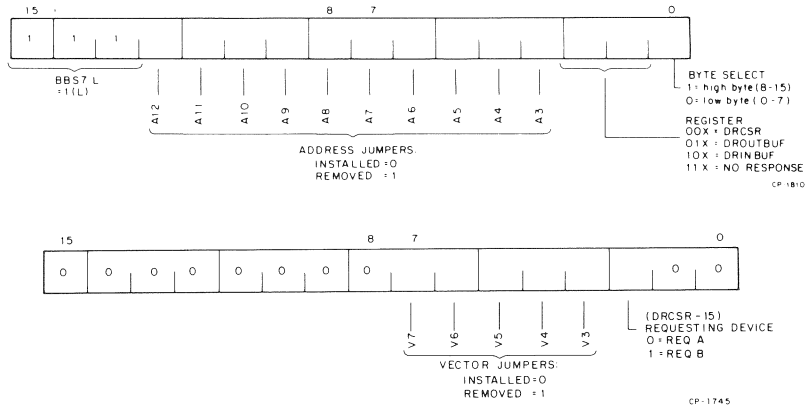 15 8 7 0
1 1 1
BBS7 L
=1(L)
A12 A11 A10 A9 A8 A7 A6 A5 A4 A3
ADDRESS JUMPERS:
INSTALLED=0
REMOVED =1
BYTE SELECT
1= high byte(8-15)
0= low byte(0-7)
REGISTER
00X = DRCSR
01X = DROUTBUF
10X = DRINBUF
11X = NO RESPONSE
CP-1810
15 8 7 0
0 0 0 0 0 0 0 0 0 0
V7 V6 V5 V4 V3
VECTOR JUMPERS:
INSTALLED=0
REMOVED =1
(DRCSR-15)
REQUESTING DEVICE
0=REQ A
1=REQ B
CP-1745